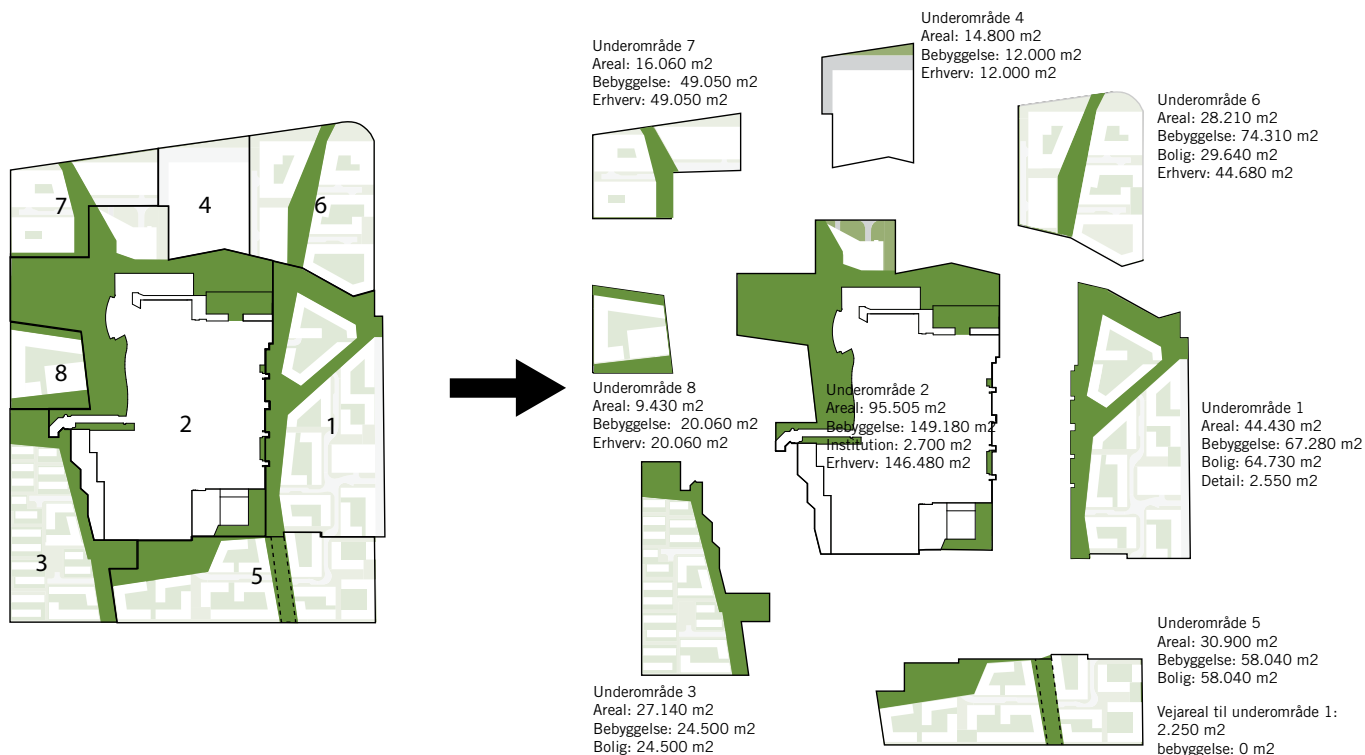 7
4
6
8
2
1
3
5
Underområde 7
Areal: 16.060 m2
Bebyggelse: 49.050 m2
Erhverv: 49.050 m2
Underområde 4
Areal: 14.800 m2
Bebyggelse: 12.000 m2
Erhverv: 12.000 m2
Underområde 6
Areal: 28.210 m2
Bebyggelse: 74.310 m2
Bolig: 29.640 m2
Erhverv: 44.680 m2
Underområde 8
Areal: 9.430 m2
Bebyggelse: 20.060 m2
Erhverv: 20.060 m2
Underområde 2
Areal: 95.505 m2
Bebyggelse: 149.180 m2
Institution: 2.700 m2
Erhverv: 146.480 m2
Underområde 1
Areal: 44.430 m2
Bebyggelse: 67.280 m2
Bolig: 64.730 m2
Detail: 2.550 m2
Underområde 3
Areal: 27.140 m2
Bebyggelse: 24.500 m2
Bolig: 24.500 m2
Underområde 5
Areal: 30.900 m2
Bebyggelse: 58.040 m2
Bolig: 58.040 m2
Vejareal til underområde 1:
2.250 m2
bebyggelse: 0 m2